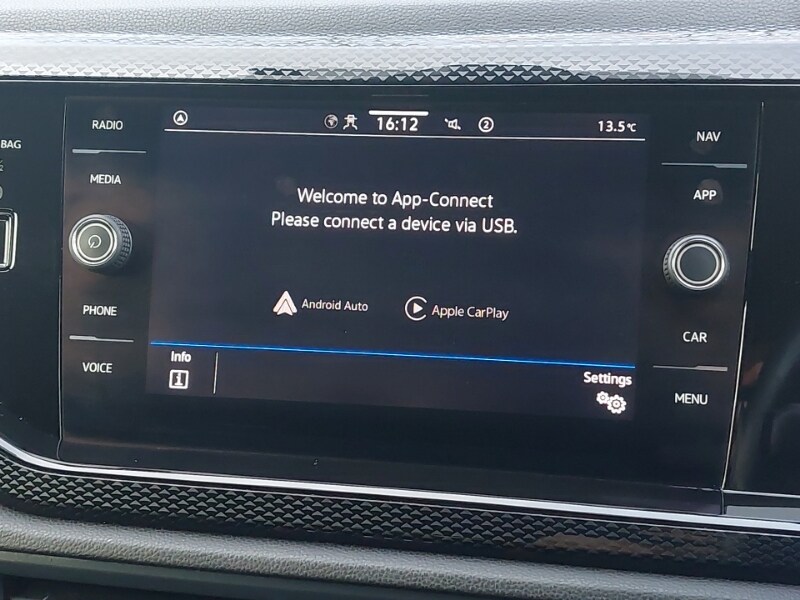 BAG
RADIO
MEDIA
PHONE
VOICE
16:12
2
13.5°C
Welcome to App-Connect
Please connect a device via USB.
Android Auto
Apple CarPlay
Info
Settings
NAV
APP
CAR
MENU